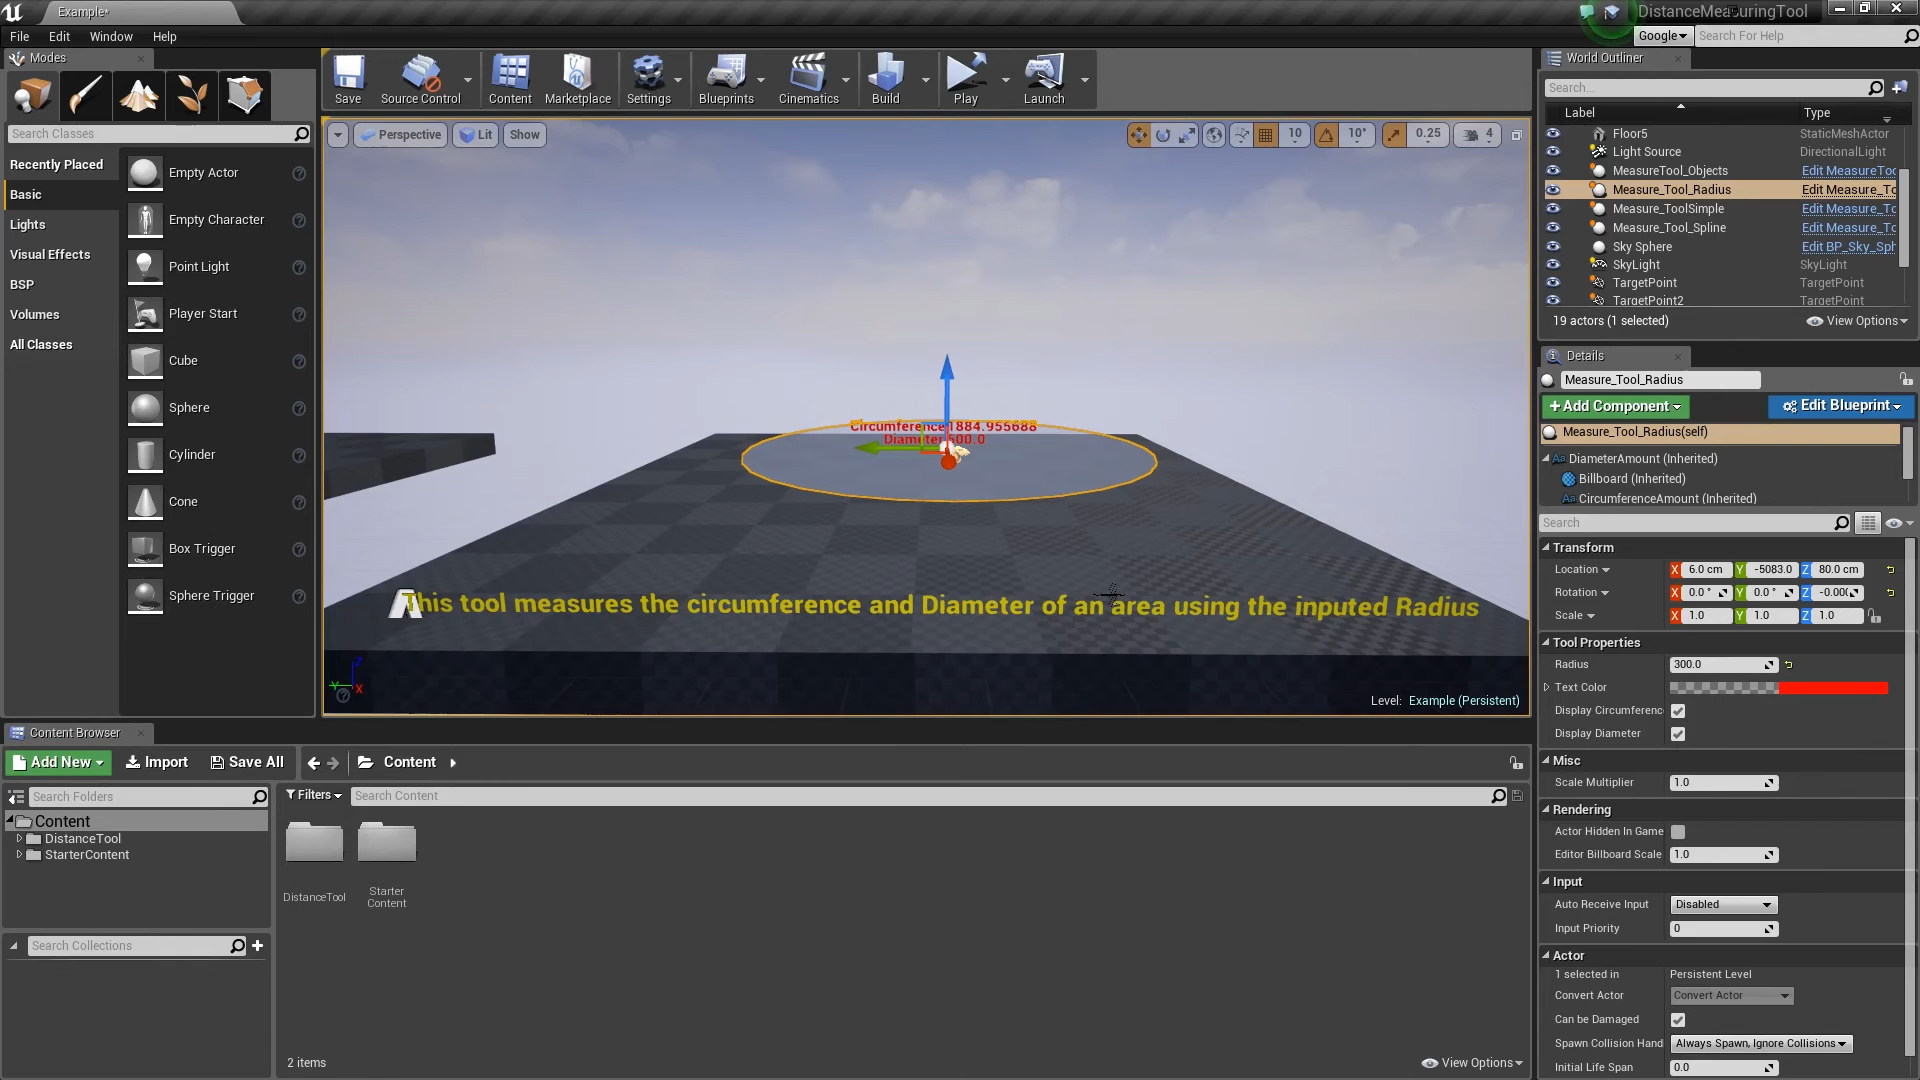 Example*
DistanceMeasuringTool
File Edit Window Help
Google Search For Help
Modes
Search Classes
Recently Placed
Basic
Lights
Visual Effects
BSP
Volumes
All Classes
Empty Actor
Empty Character
Point Light
Player Start
Cube
Sphere
Cylinder
Cone
Box Trigger
Sphere Trigger
Save Source Control Content Marketplace Settings Blueprints Cinematics Build Play Launch
Perspective Lit Show
10 10° 0.25 4
Circumference 1884.955688
Diameter 600.0
This tool measures the circumference and Diameter of an area using the inputed Radius
Z
Y X
Level: Example (Persistent)
World Outliner
Search...
Label Type
Floor5 StaticMeshActor
Light Source DirectionalLight
MeasureTool_Objects Edit MeasureToo
Measure_Tool_Radius Edit Measure_To
Measure_ToolSimple Edit Measure_To
Measure_Tool_Spline Edit Measure_To
Sky Sphere Edit BP_Sky_Sph
SkyLight SkyLight
TargetPoint TargetPoint
TargetPoint2 TargetPoint
19 actors (1 selected) View Options
Details
Measure_Tool_Radius
+Add Component Edit Blueprint
Measure_Tool_Radius(self)
DiameterAmount (Inherited)
Billboard (Inherited)
CircumferenceAmount (Inherited)
Search
Transform
Location X 6.0 cm Y -5083.0 Z 80.0 cm
Rotation X 0.0 ° Y 0.0 ° Z -0.00
Scale X 1.0 Y 1.0 Z 1.0
Tool Properties
Radius 300.0
Text Color
Display Circumferenc
Display Diameter
Misc
Scale Multiplier 1.0
Rendering
Actor Hidden In Game
Editor Billboard Scale 1.0
Input
Auto Receive Input Disabled
Input Priority 0
Actor
1 selected in Persistent Level
Convert Actor Convert Actor
Can be Damaged
Spawn Collision Hand Always Spawn, Ignore Collisions
Initial Life Span 0.0
Content Browser
Add New Import Save All Content
Search Folders
Content
DistanceTool
StarterContent
Search Collections
Filters Search Content
DistanceTool
Starter
Content
2 items
View Options